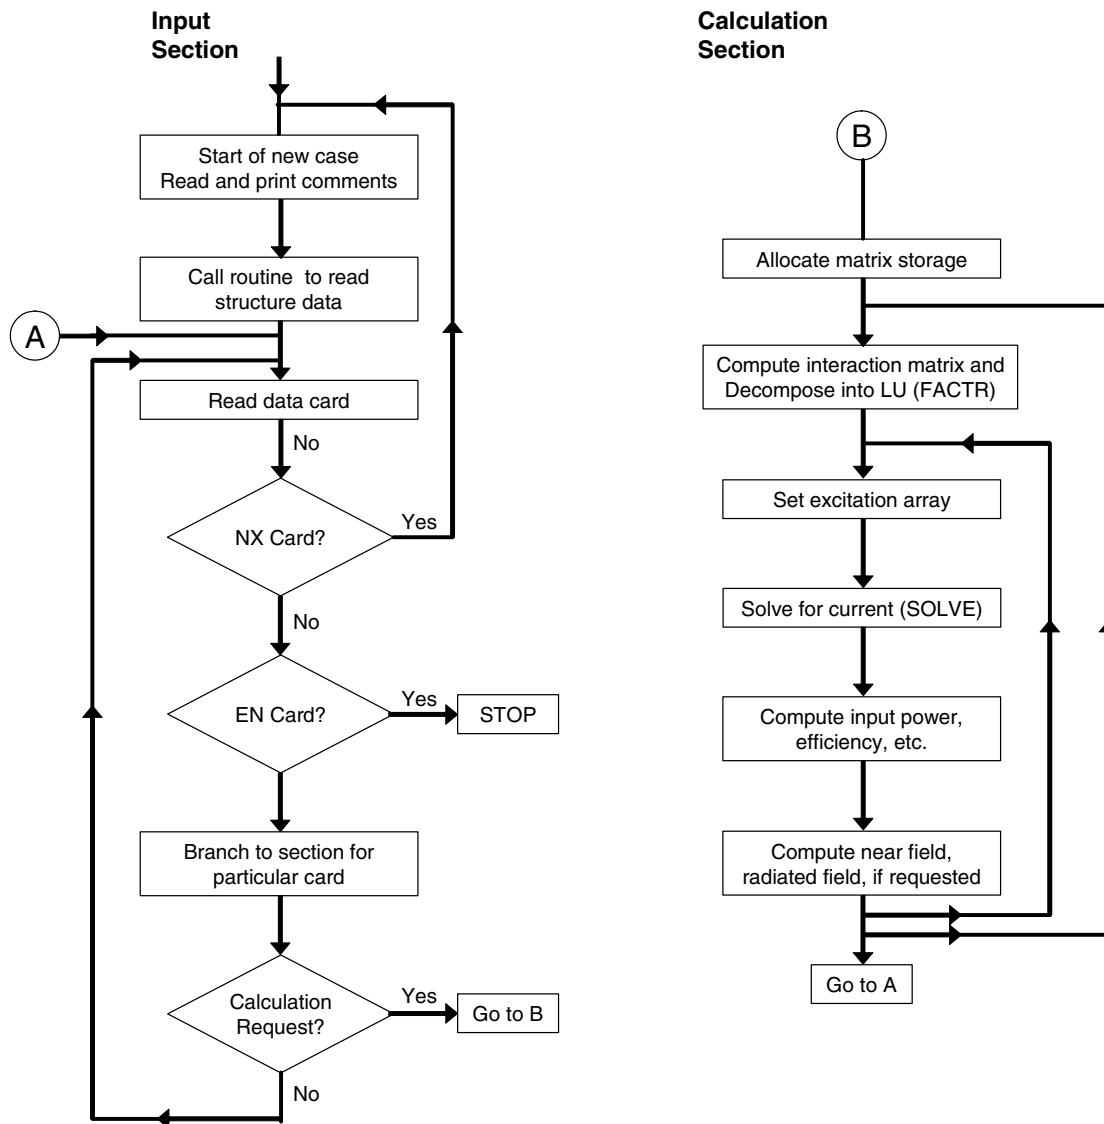 Input
Section
Start of new case
Read and print comments
Call routine to read
structure data
A
Read data card
No
NX Card?
Yes
No
EN Card?
Yes
STOP
Branch to section for
particular card
Calculation
Request?
Yes
Go to B
No
Calculation
Section
B
Allocate matrix storage
Compute interaction matrix and
Decompose into LU (FACTR)
Set excitation array
Solve for current (SOLVE)
Compute input power,
efficiency, etc.
Compute near field,
radiated field, if requested
Go to A